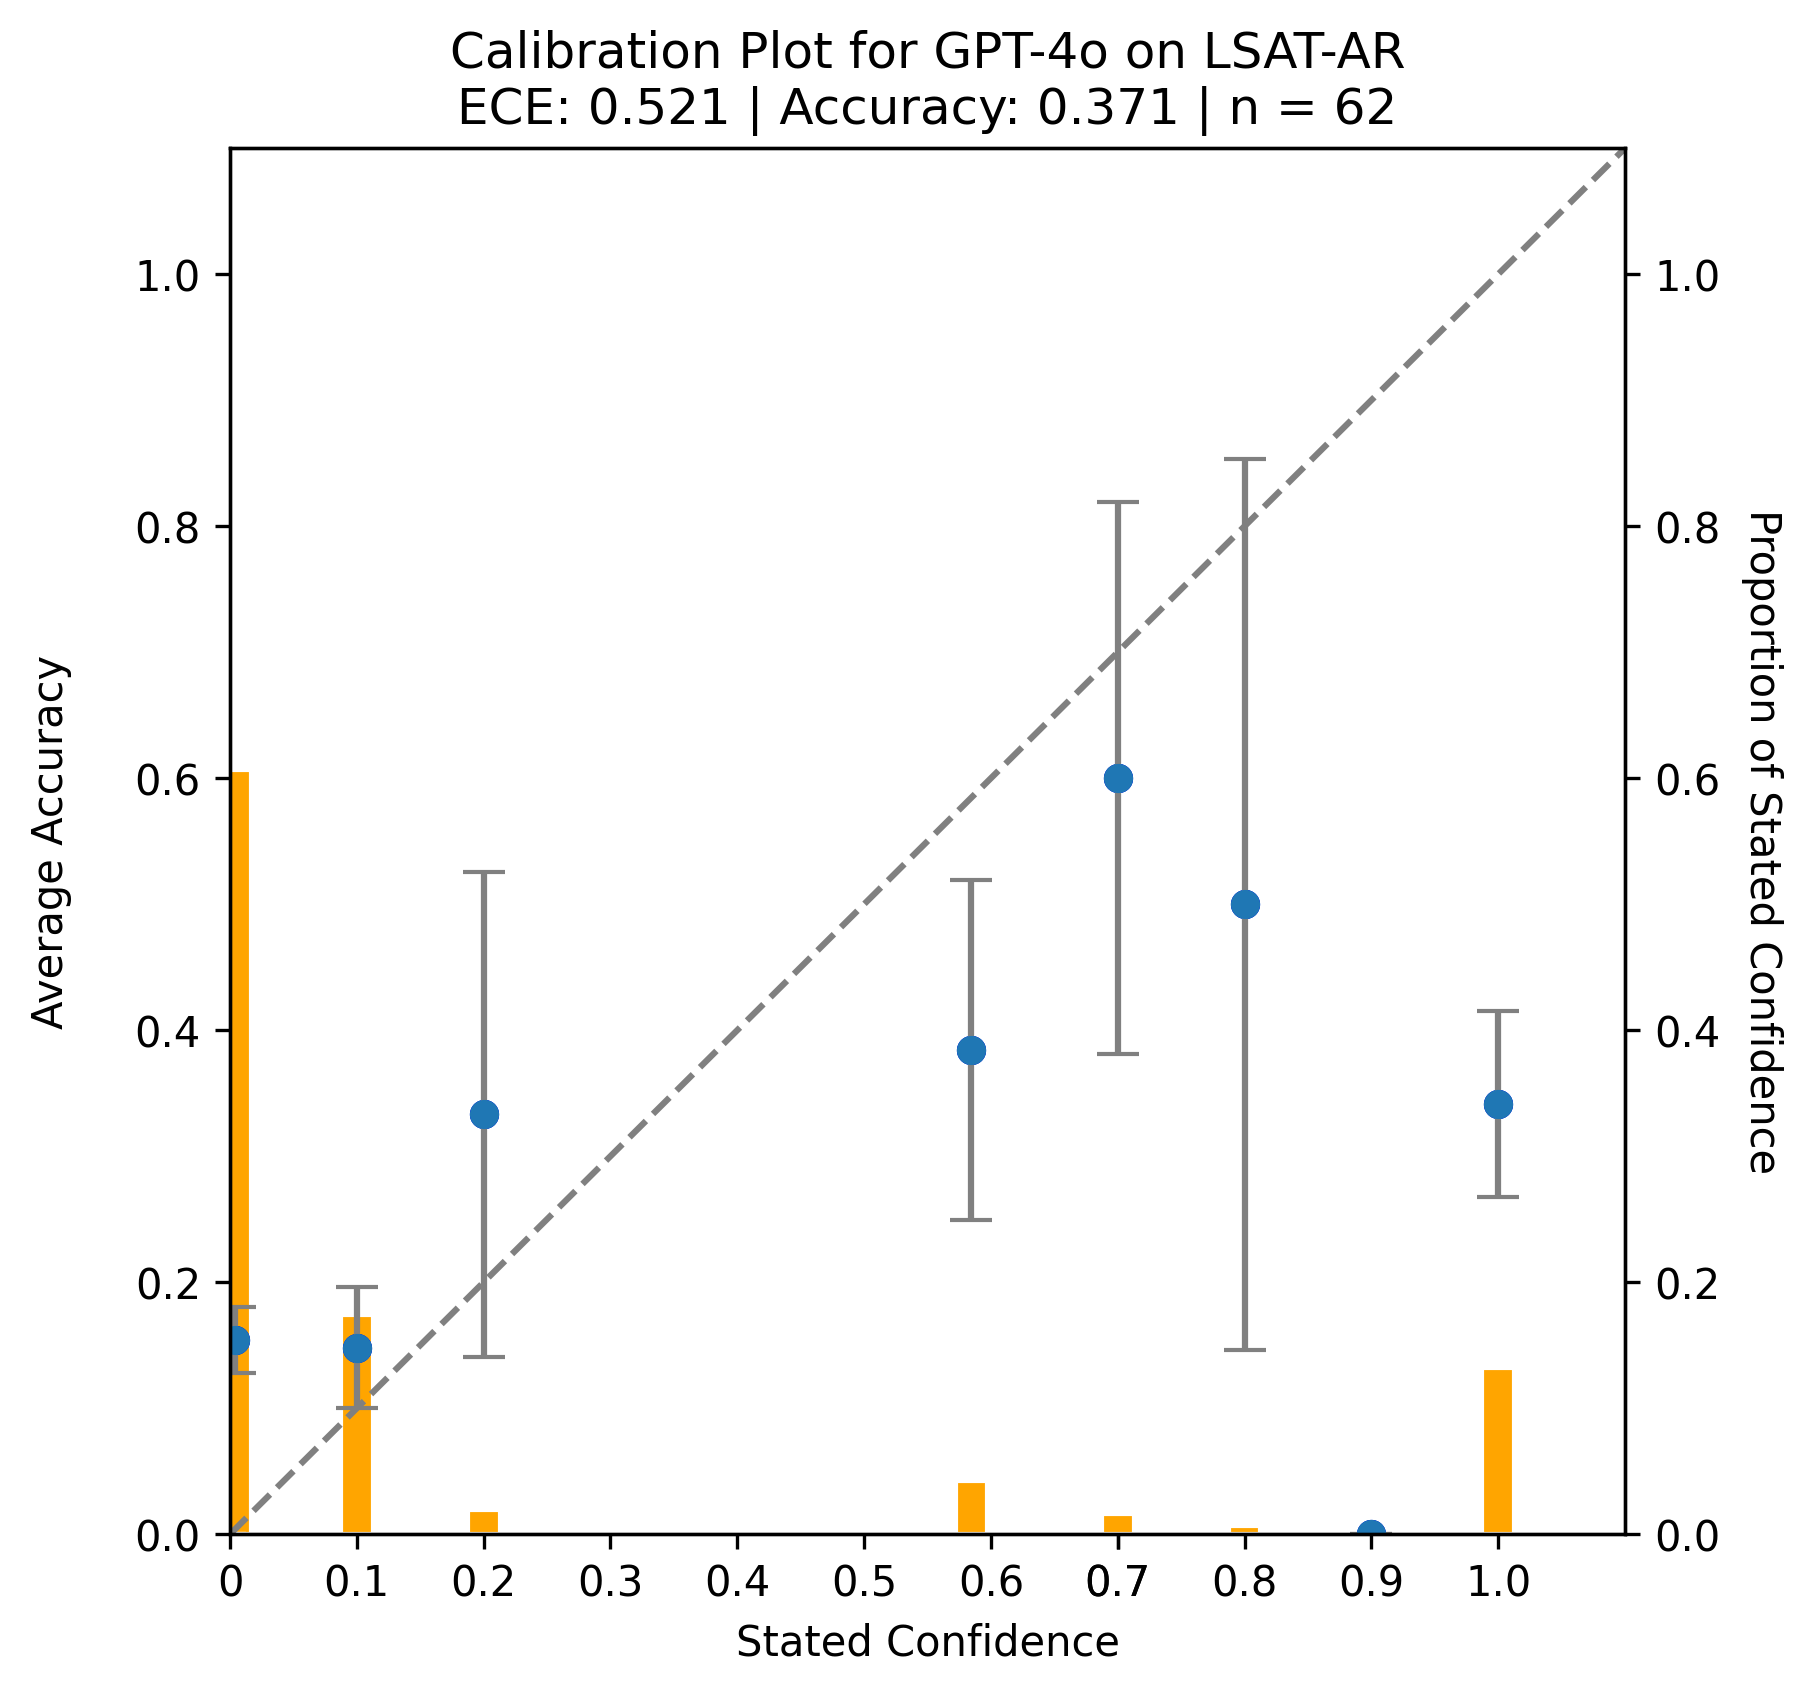 Calibration Plot for GPT-4o on LSAT-AR
ECE: 0.521 | Accuracy: 0.371 | n = 62
Average Accuracy
1.0
0.8
0.6
0.4
0.2
0.0
1.0
0.8
0.6
0.4
0.2
0.0
Proportion of Stated Confidence
0 0.1 0.2 0.3 0.4 0.5 0.6 0.7 0.8 0.9 1.0
Stated Confidence